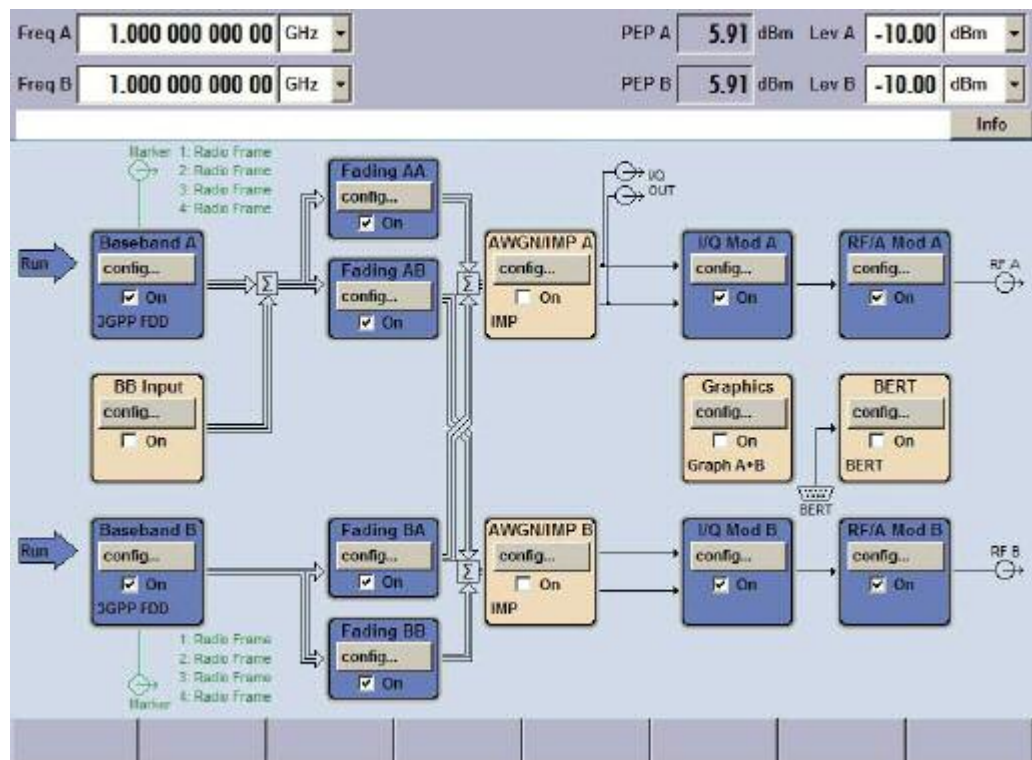 Freq A 1.000 000 000 00 GHz PEP A 5.91 dBm Lev A -10.00 dBm
Freq B 1.000 000 000 00 GHz PEP B 5.91 dBm Lev B -10.00 dBm
Info
Marker 1: Radio Frame
2: Radio Frame
3: Radio Frame
4: Radio Frame
Fading AA
config...
On
I/Q
OUT
Run
Baseband A
config...
On
3GPP FDD
Σ
Fading AB
config...
On
Σ
AWGN/IMP A
config...
On
IMP
I/Q Mod A
config...
On
RF/A Mod A
config...
On
RF A
BB Input
config...
On
Graphics
config...
On
Graph A+B
BERT
config...
On
BERT
BERT
Run
Baseband B
config...
On
3GPP FDD
Fading BA
config...
On
Σ
AWGN/IMP B
config...
On
IMP
I/Q Mod B
config...
On
RF/A Mod B
config...
On
RF B
Fading BB
config...
On
1: Radio Frame
2: Radio Frame
3: Radio Frame
Marker 4: Radio Frame